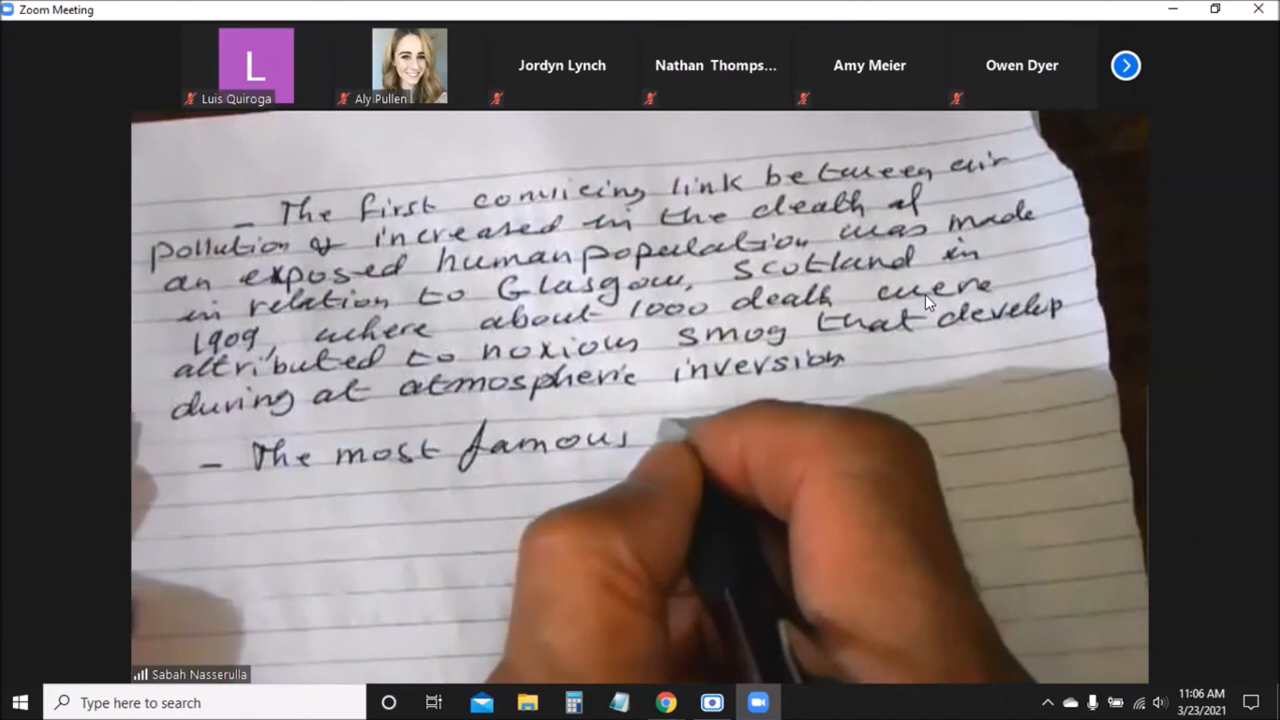 Zoom Meeting
L
Luis Quiroga
Aly Pullen
Jordyn Lynch
Nathan Thomps...
Amy Meier
Owen Dyer
- The first convicing link between air
pollution & increased in the death of
an exposed human population was made
in relation to Glasgow, Scotland in
1909, where about 1000 death were
attributed to noxious smog that develop
during at atmospheric inversion
- The most famous
Sabah Nasserulla
Type here to search
11:06 AM
3/23/2021